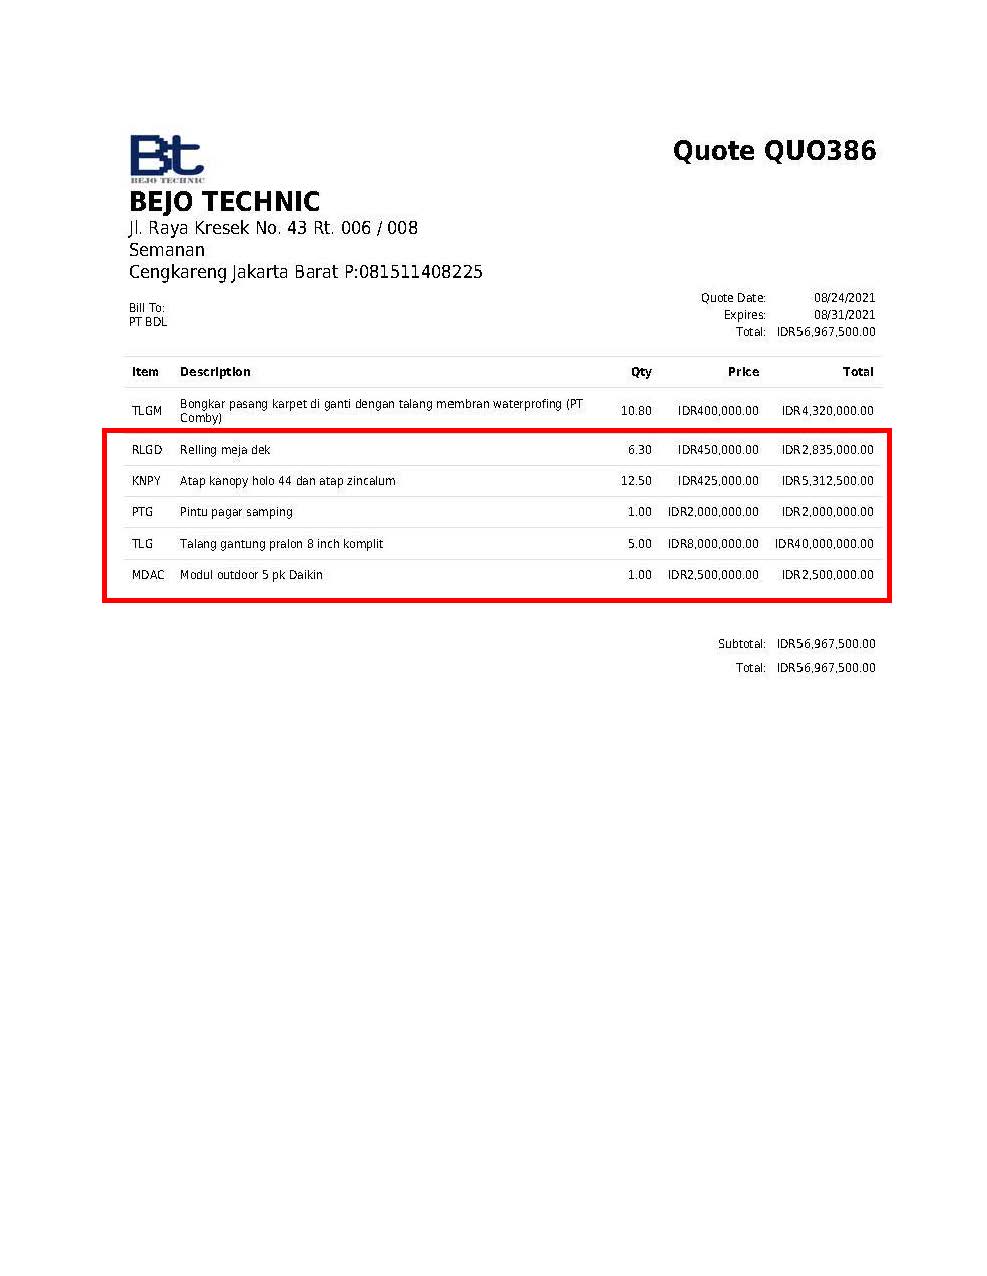 Bt
BEJO TECHNIC
Quote QUO386
BEJO TECHNIC
Jl. Raya Kresek No. 43 Rt. 006 / 008
Semanan
Cengkareng Jakarta Barat P:081511408225
Bill To:
PT BDL
Quote Date: 08/24/2021
Expires: 08/31/2021
Total: IDR56,967,500.00
Item Description Qty Price Total
TLGM Bongkar pasang karpet di ganti dengan talang membran waterprofing (PT
Comby) 10.80 IDR400,000.00 IDR4,320,000.00
RLGD Relling meja dek 6.30 IDR450,000.00 IDR2,835,000.00
KNPY Atap kanopy holo 44 dan atap zincalum 12.50 IDR425,000.00 IDR5,312,500.00
PTG Pintu pagar samping 1.00 IDR2,000,000.00 IDR2,000,000.00
TLG Talang gantung pralon 8 inch komplit 5.00 IDR8,000,000.00 IDR40,000,000.00
MDAC Modul outdoor 5 pk Daikin 1.00 IDR2,500,000.00 IDR2,500,000.00
Subtotal: IDR56,967,500.00
Total: IDR56,967,500.00